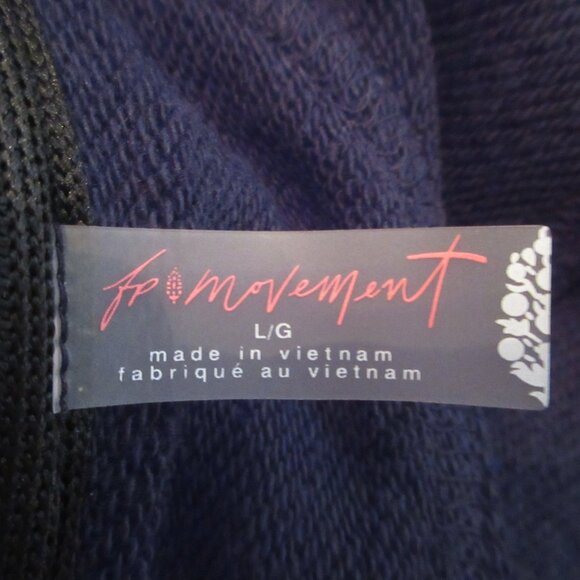 fp movement
L/G
made in vietnam
fabriqué au vietnam